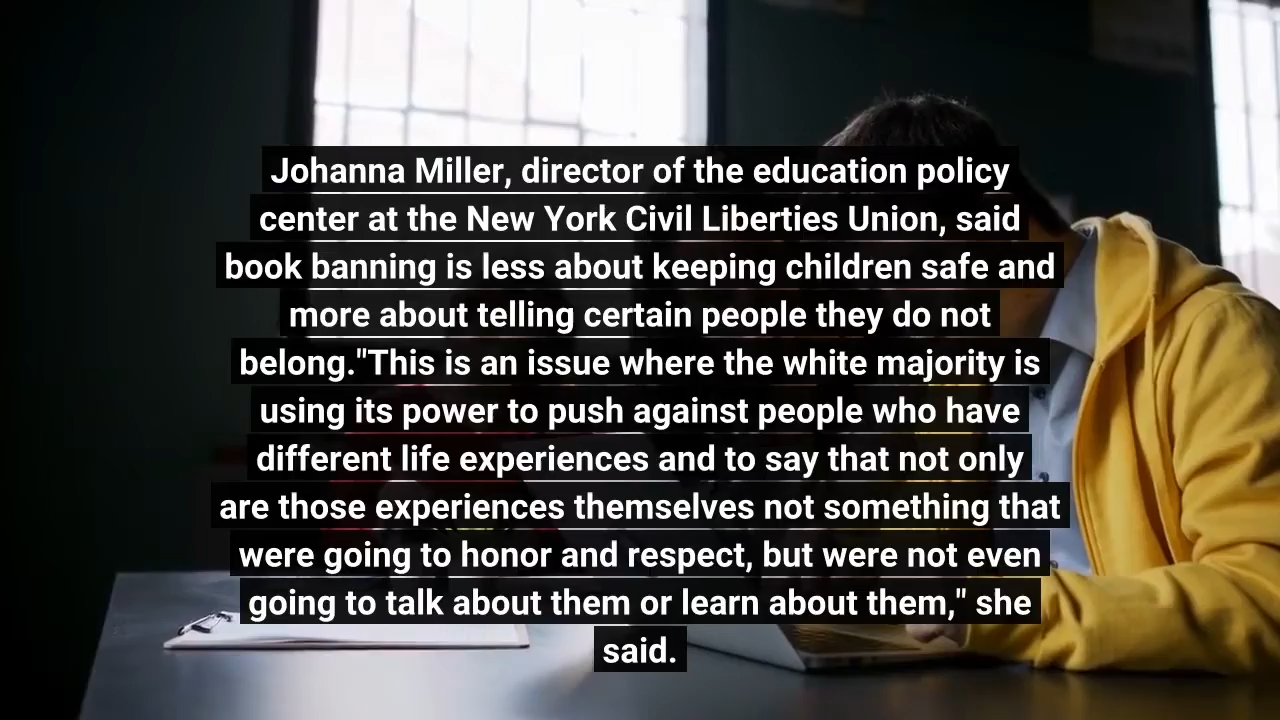 Johanna Miller, director of the education policy
center at the New York Civil Liberties Union, said
book banning is less about keeping children safe and
more about telling certain people they do not
belong."This is an issue where the white majority is
using its power to push against people who have
different life experiences and to say that not only
are those experiences themselves not something that
were going to honor and respect, but were not even
going to talk about them or learn about them," she
said.